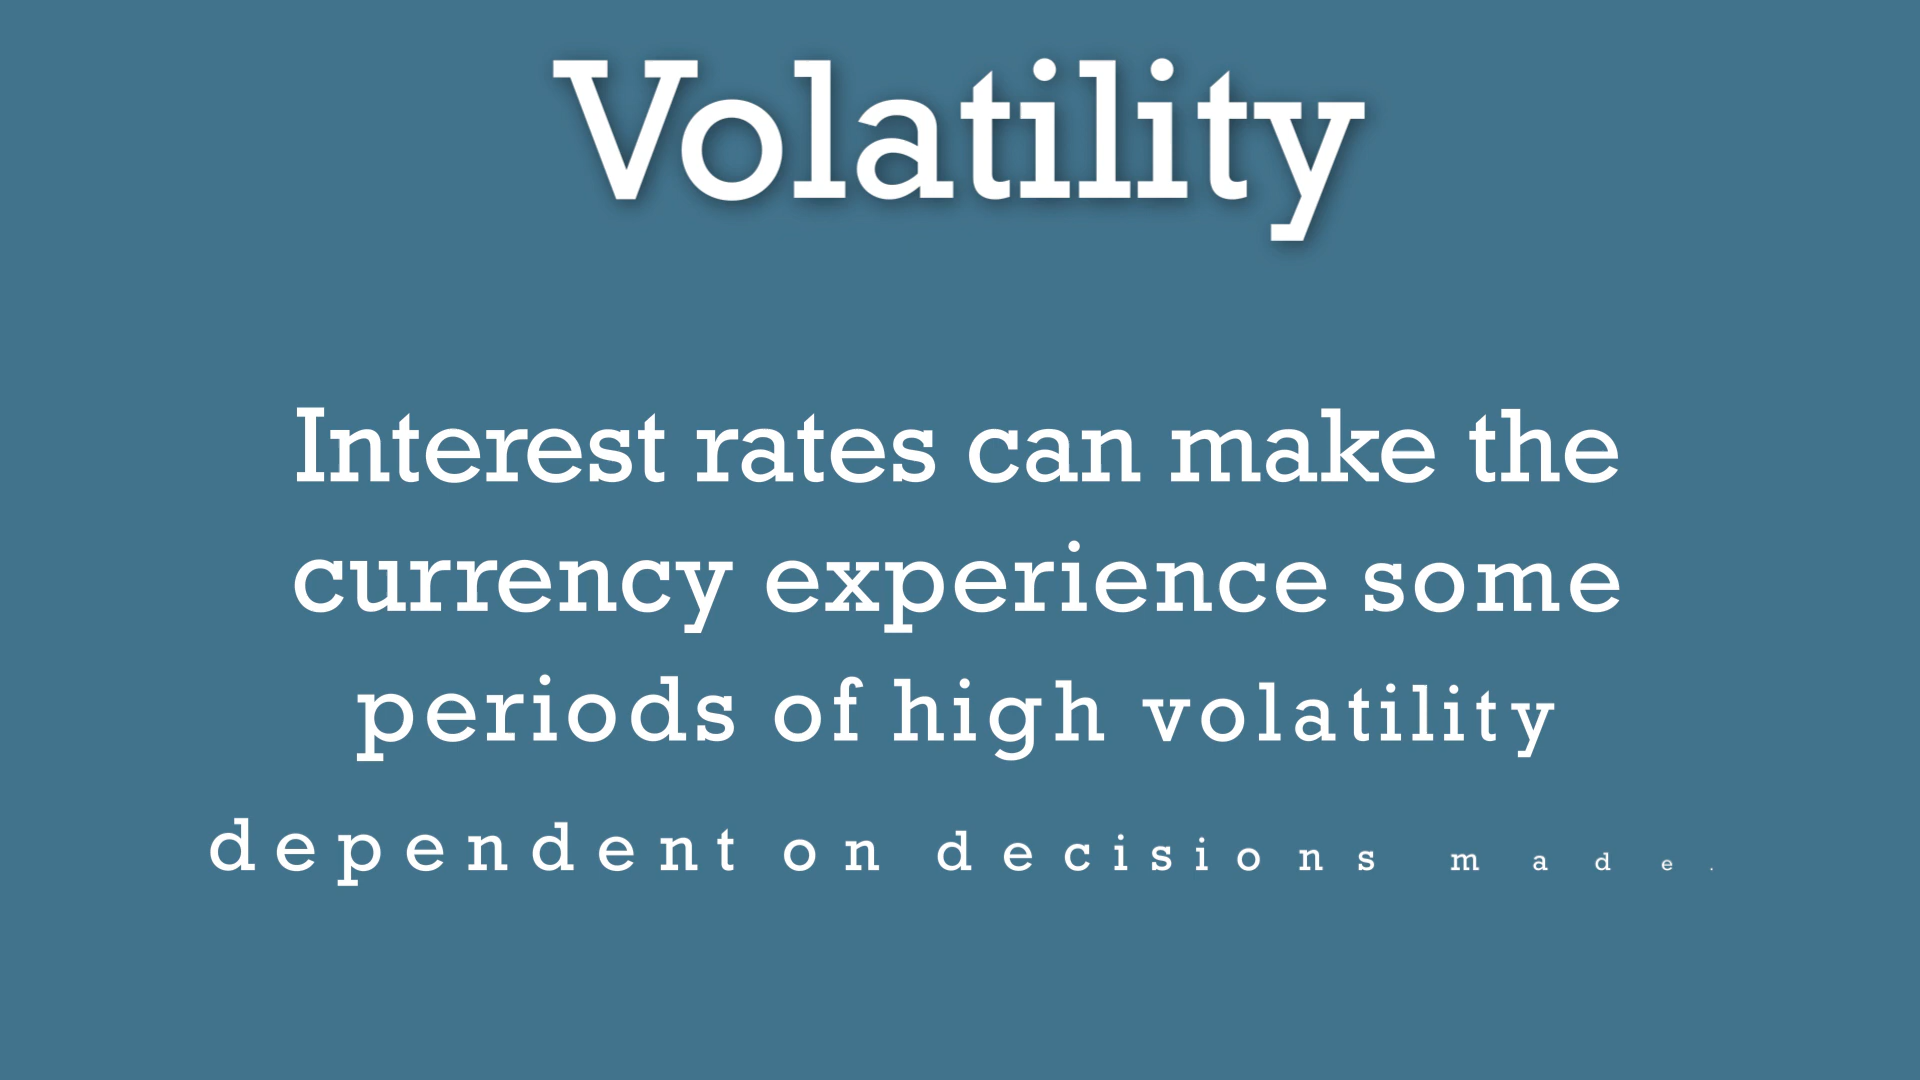 Volatility
Interest rates can make the
currency experience some
periods of high volatility
dependent on decisions made.